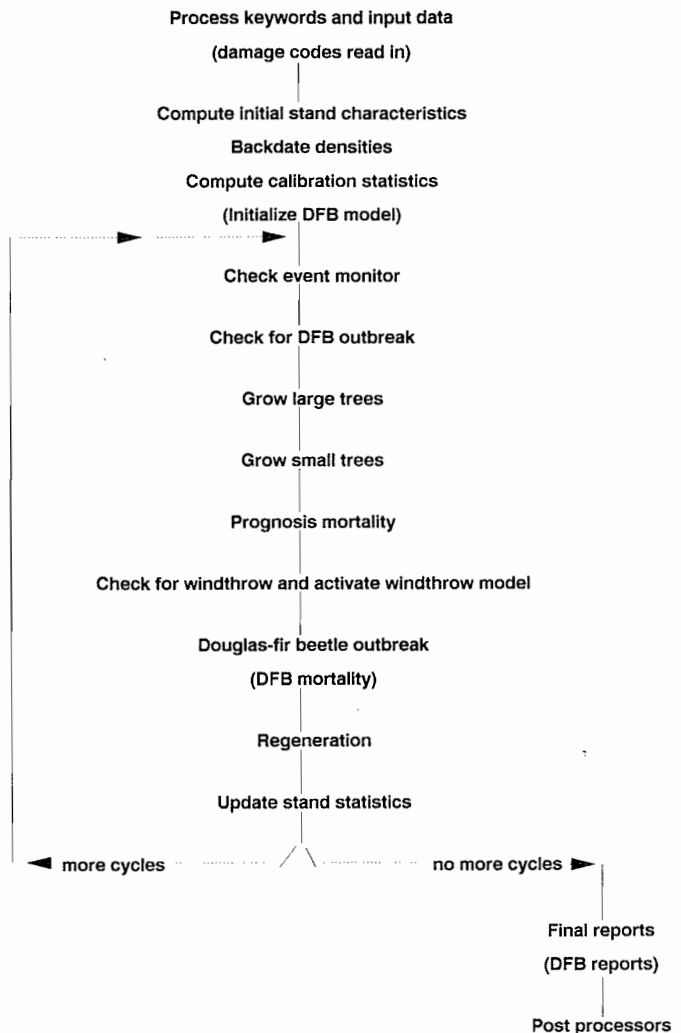 Process keywords and input data
(damage codes read in)
Compute initial stand characteristics
Backdate densities
Compute calibration statistics
(Initialize DFB model)
Check event monitor
Check for DFB outbreak
Grow large trees
Grow small trees
Prognosis mortality
Check for windthrow and activate windthrow model
Douglas-fir beetle outbreak
(DFB mortality)
Regeneration
Update stand statistics
more cycles
no more cycles
Final reports
(DFB reports)
Post processors